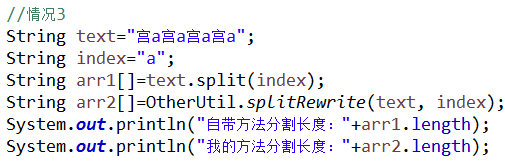 //情况3
String text="宫a宫a宫a宫a";
String index="a";
String arr1[]=text.split(index);
String arr2[]=OtherUtil.splitRewrite(text, index);
System.out.println("自带方法分割长度："+arr1.length);
System.out.println("我的方法分割长度："+arr2.length);